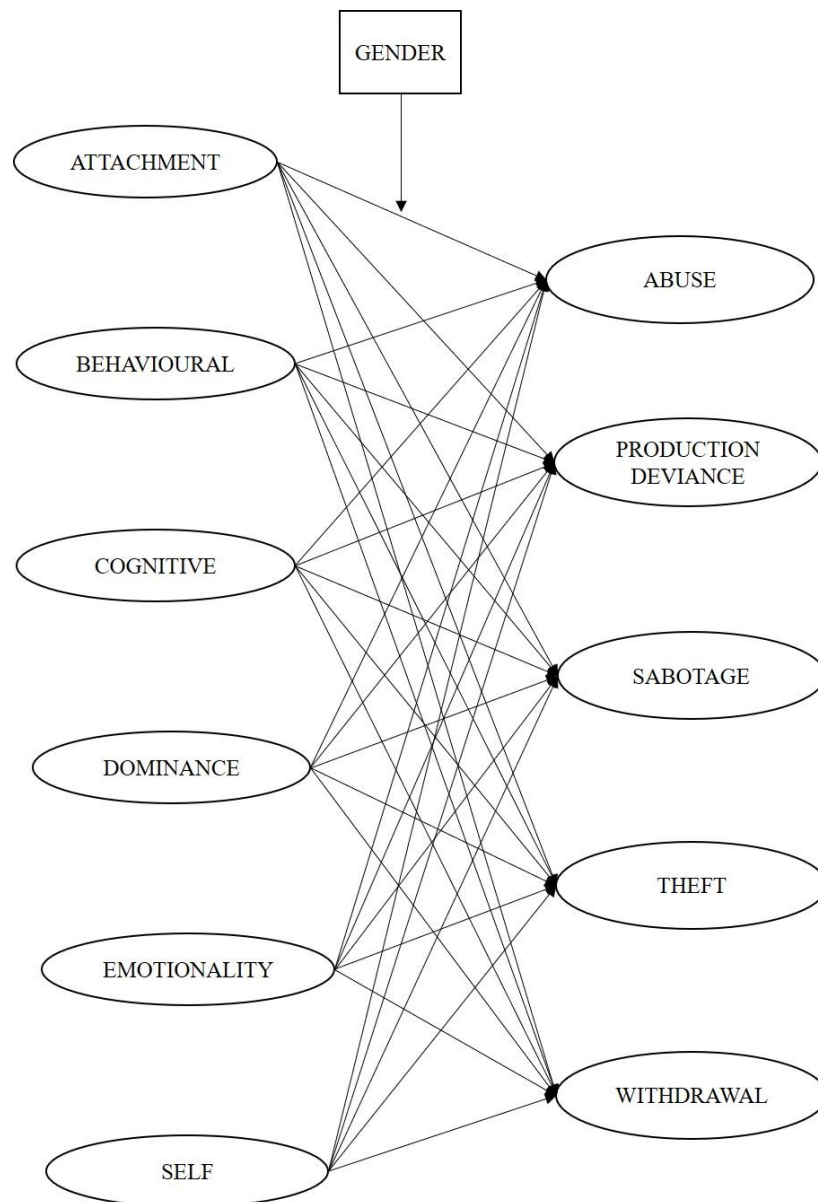 GENDER
ATTACHMENT
ABUSE
BEHAVIOURAL
PRODUCTION
DEVIANCE
COGNITIVE
SABOTAGE
DOMINANCE
THEFT
EMOTIONALITY
WITHDRAWAL
SELF